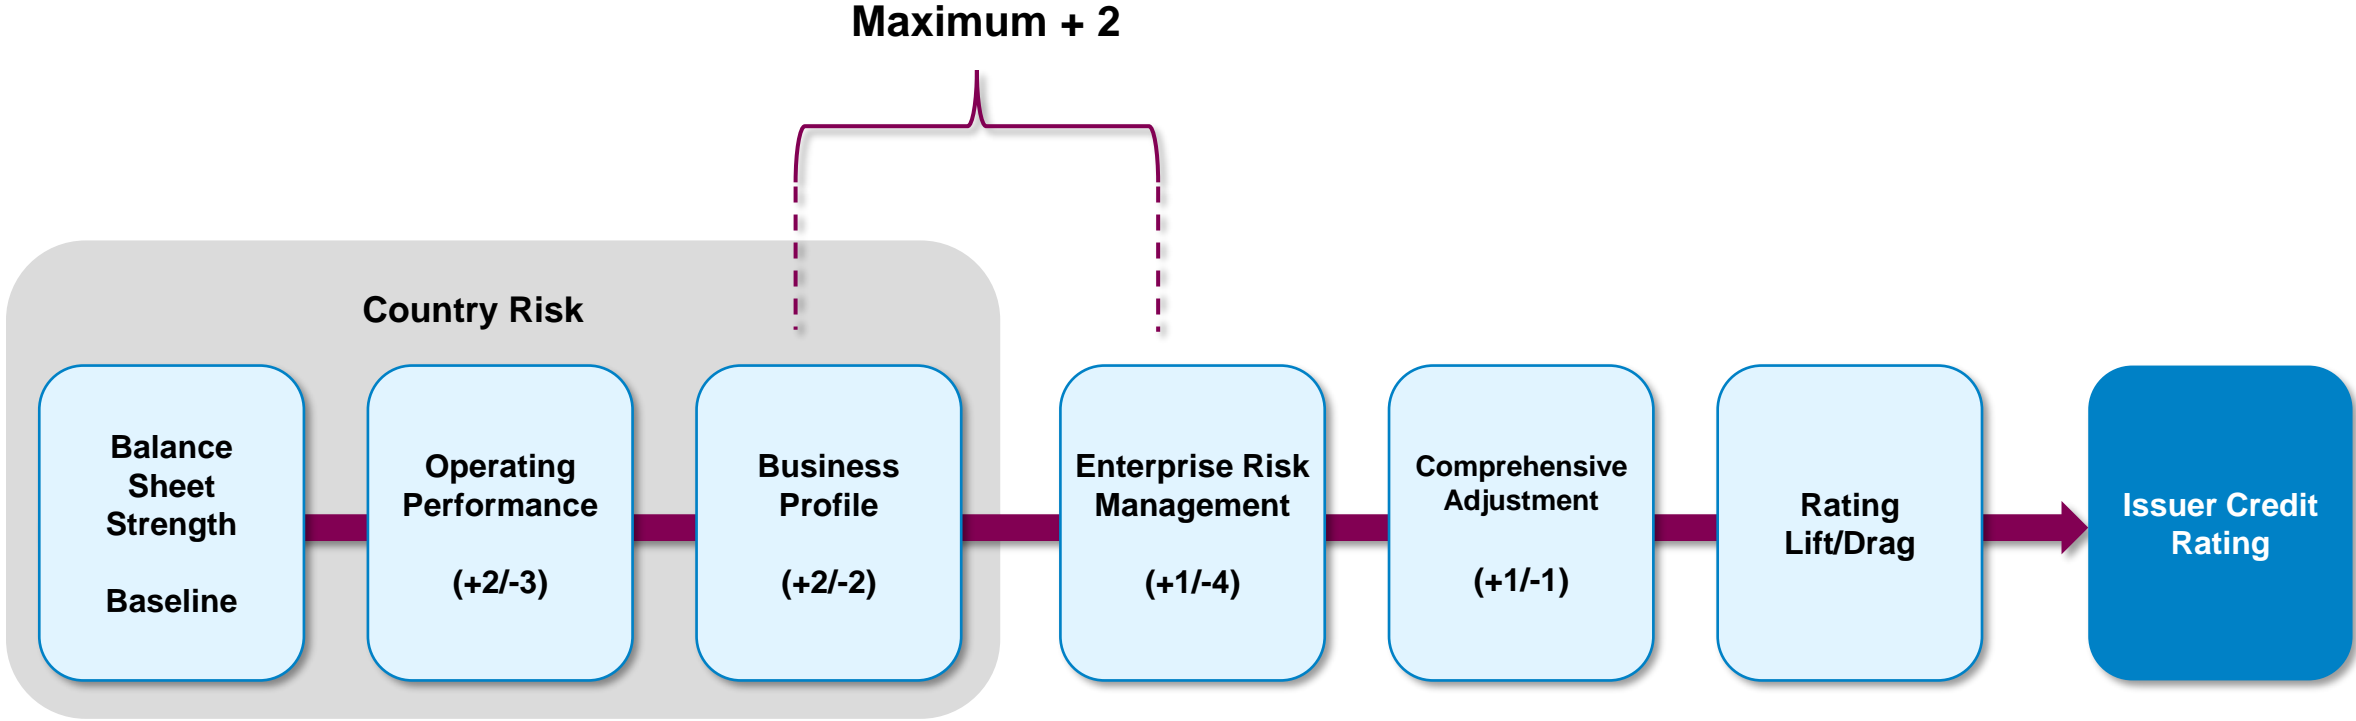 Maximum + 2
Country Risk
Balance
Sheet
Strength
Baseline
Operating
Performance
(+2/-3)
Business
Profile
(+2/-2)
Enterprise Risk
Management
(+1/-4)
Comprehensive
Adjustment
(+1/-1)
Rating
Lift/Drag
Issuer Credit
Rating